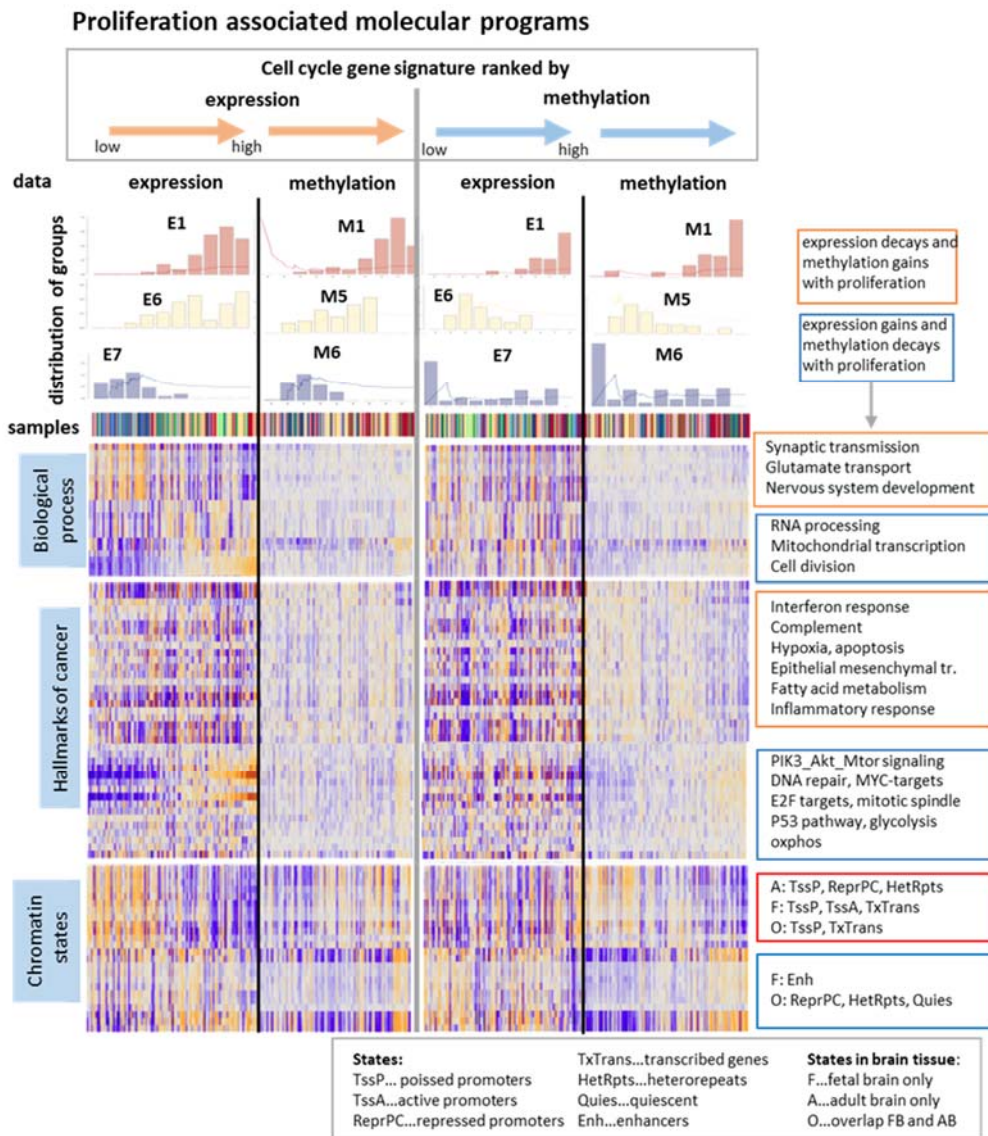 Proliferation associated molecular programs
Cell cycle gene signature ranked by
expression
methylation
low
high
low
high
data
expression
methylation
expression
methylation
distribution of groups
E1
M1
E1
M1
E6
M5
E6
M5
E7
M6
E7
M6
expression decays and
methylation gains
with proliferation
expression gains and
methylation decays
with proliferation
samples
Biological
process
Synaptic transmission
Glutamate transport
Nervous system development
RNA processing
Mitochondrial transcription
Cell division
Hallmarks of cancer
Interferon response
Complement
Hypoxia, apoptosis
Epithelial mesenchymal tr.
Fatty acid metabolism
Inflammatory response
PIK3_Akt_Mtor signaling
DNA repair, MYC-targets
E2F targets, mitotic spindle
P53 pathway, glycolysis
oxphos
Chromatin
states
A: TssP, ReprPC, HetRpts
F: TssP, TssA, TxTrans
O: TssP, TxTrans
F: Enh
O: ReprPC, HetRpts, Quies
States:
TssP... poissed promoters
TssA...active promoters
ReprPC...repressed promoters
TxTrans...transcribed genes
HetRpts...heterorepeats
Quies...quiescent
Enh...enhancers
States in brain tissue:
F...fetal brain only
A...adult brain only
O...overlap FB and AB